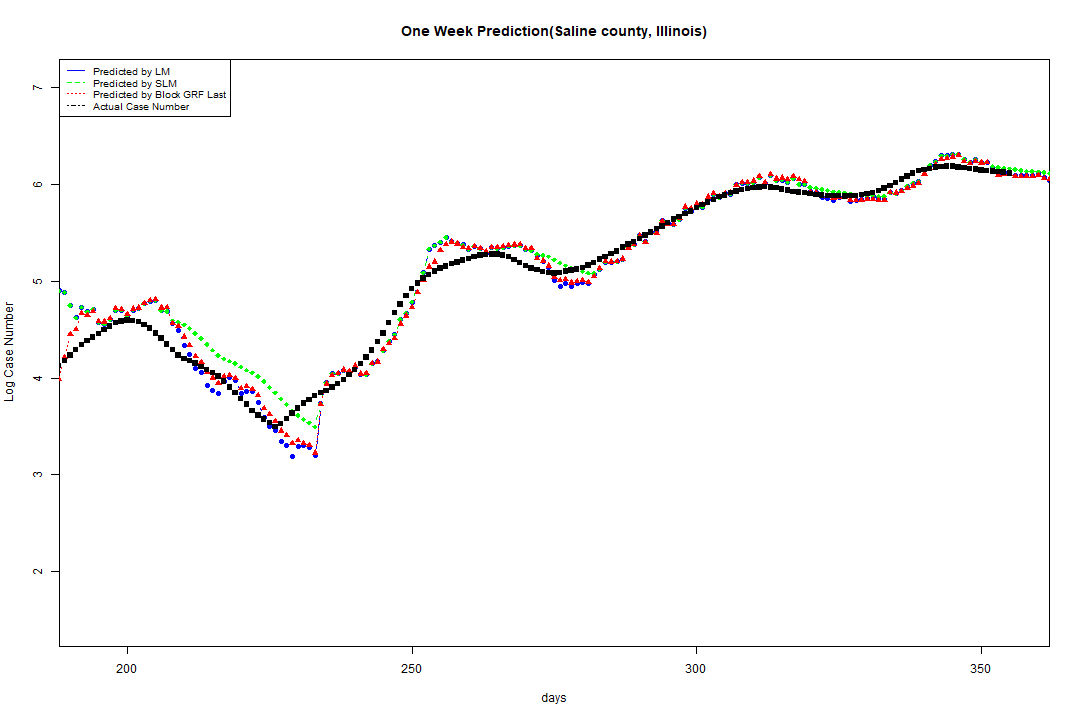 One Week Prediction(Saline county, Illinois)
Predicted by LM
Predicted by SLM
Predicted by Block GRF Last
Actual Case Number
7
6
5
4
3
2
Log Case Number
200
250
300
350
days